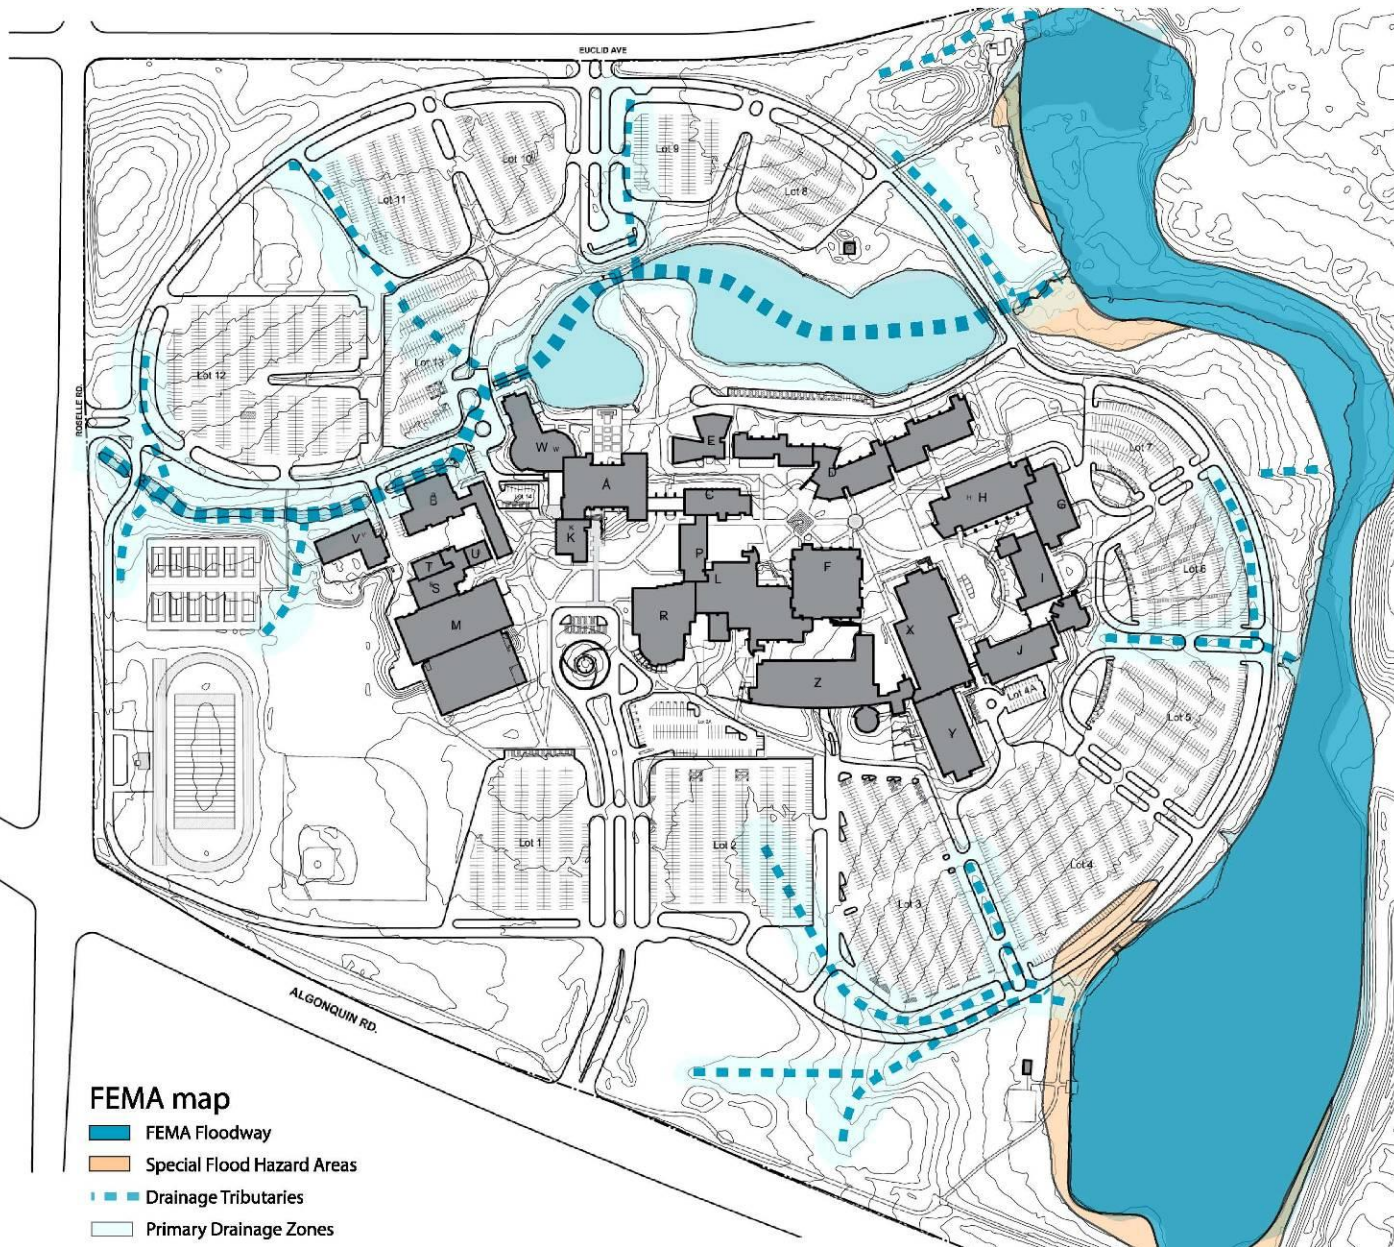 EUCLID AVE
Lot 9
Lot 10
Lot 8
Lot 11
Lot 13
Lot 12
ROSELLE RD.
E
W w
Lot 7
D
A
H H
C
B
Lot 14
G
K
K
V
P
U
F
T
L
Lot 6
I
S
R
M
X
J
Z
Lot 4A
Lot 5
Y
Lot 1
Lot 2
Lot 4
Lot 3
ALGONQUIN RD.
FEMA map
FEMA Floodway
Special Flood Hazard Areas
Drainage Tributaries
Primary Drainage Zones